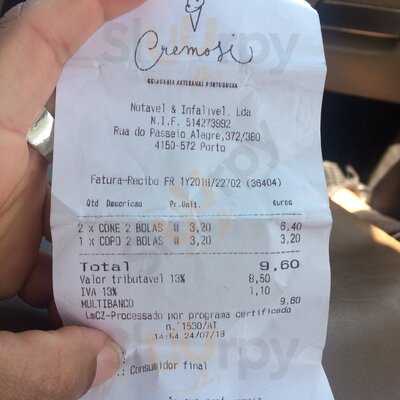 Cremosi
GELATARIA ARTESANAL PORTUGUESA
Notavel & Infalivel, Lda
N.I.F. 514273992
Rua do Passeio Alegre,372/380
4150-572 Porto
Fatura-Recibo FR 1Y2018/22702 (36404)
Qtd Descricao Pr.Unit. Euros
2 x CONE 2 BOLAS @ 3,20 6,40
1 x COPO 2 BOLAS @ 3,20 3,20
Total 9,60
Valor tributavel 13% 8,50
IVA 13% 1,10
MULTIBANCO 9,60
LmCZ-Processado por programa certificado
n.°1530/AT
14:54 24/07/18
.: Consumidor final